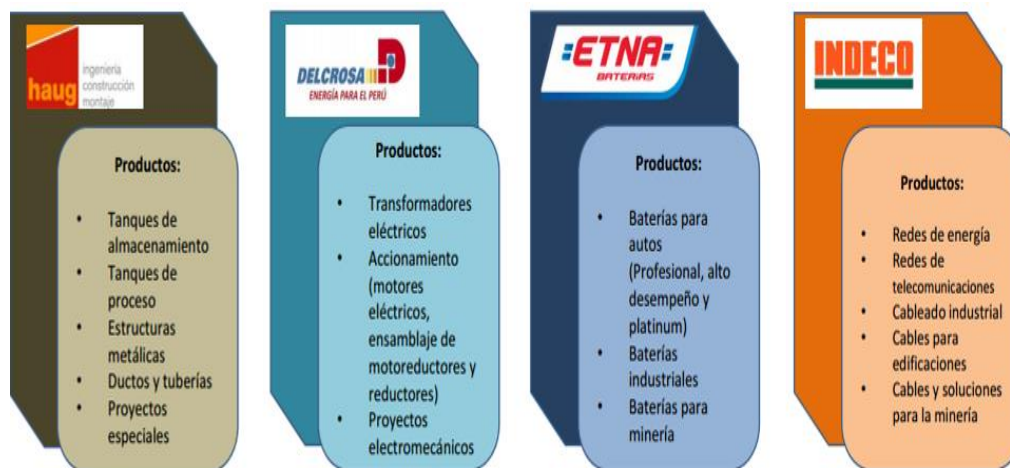 haug
ingeniería
construcción
montaje
Productos:
• Tanques de
almacenamiento
• Tanques de
proceso
• Estructuras
metálicas
• Ductos y tuberías
• Proyectos
especiales
DELCROSA
ENERGÍA PARA EL PERÚ
Productos:
• Transformadores
eléctricos
• Accionamiento
(motores
eléctricos,
ensamblaje de
motoreductores y
reductores)
• Proyectos
electromecánicos
ETNA
BATERIAS
Productos:
• Baterías para
autos
(Profesional, alto
desempeño y
platinum)
• Baterías
industriales
• Baterías para
minería
INDECO
Productos:
• Redes de energía
• Redes de
telecomunicaciones
• Cableado industrial
• Cables para
edificaciones
• Cables y soluciones
para la minería